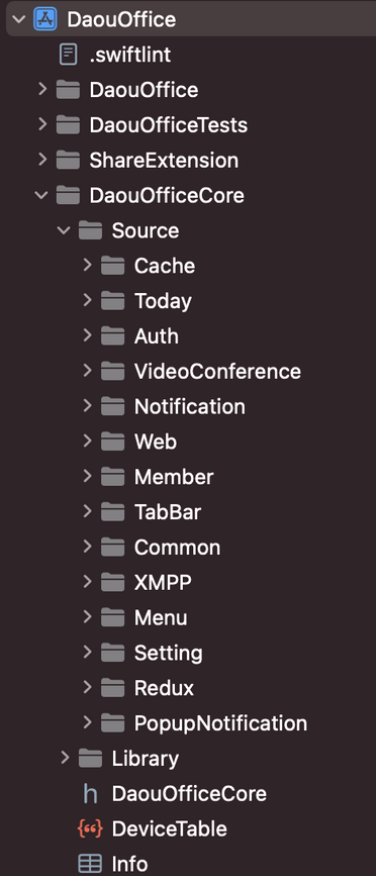 DaouOffice
.swiftlint
DaouOffice
DaouOfficeTests
ShareExtension
DaouOfficeCore
Source
Cache
Today
Auth
VideoConference
Notification
Web
Member
TabBar
Common
XMPP
Menu
Setting
Redux
PopupNotification
Library
h DaouOfficeCore
DeviceTable
Info